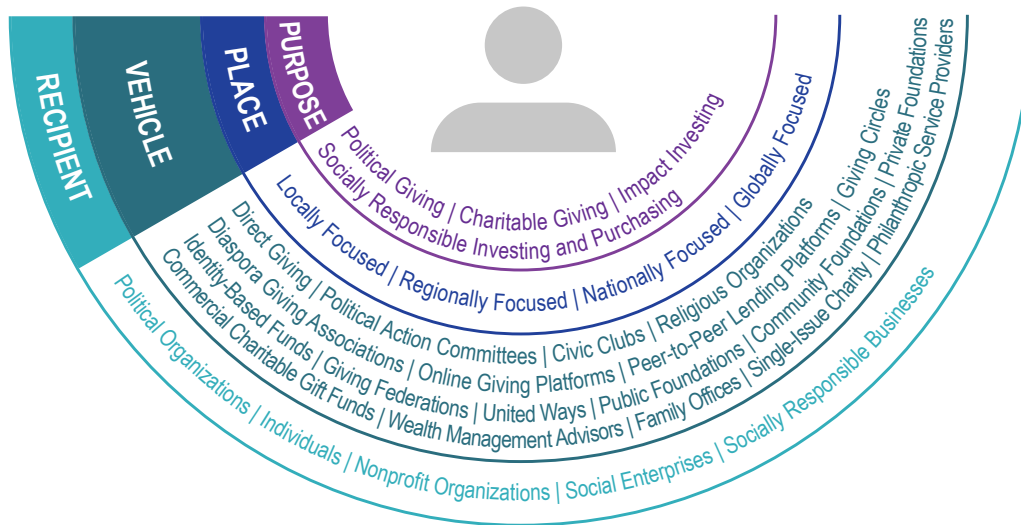 PURPOSE
Political Giving | Charitable Giving | Impact Investing
Socially Responsible Investing and Purchasing
PLACE
Locally Focused | Regionally Focused | Nationally Focused | Globally Focused
VEHICLE
Direct Giving | Political Action Committees | Civic Clubs | Religious Organizations
Diaspora Giving Associations | Online Giving Platforms | Peer-to-Peer Lending Platforms | Giving Circles
Identity-Based Funds | Giving Federations | United Ways | Public Foundations | Community Foundations | Private Foundations
Commercial Charitable Gift Funds | Wealth Management Advisors | Family Offices | Single-Issue Charity | Philanthropic Service Providers
RECIPIENT
Political Organizations | Individuals | Nonprofit Organizations | Social Enterprises | Socially Responsible Businesses